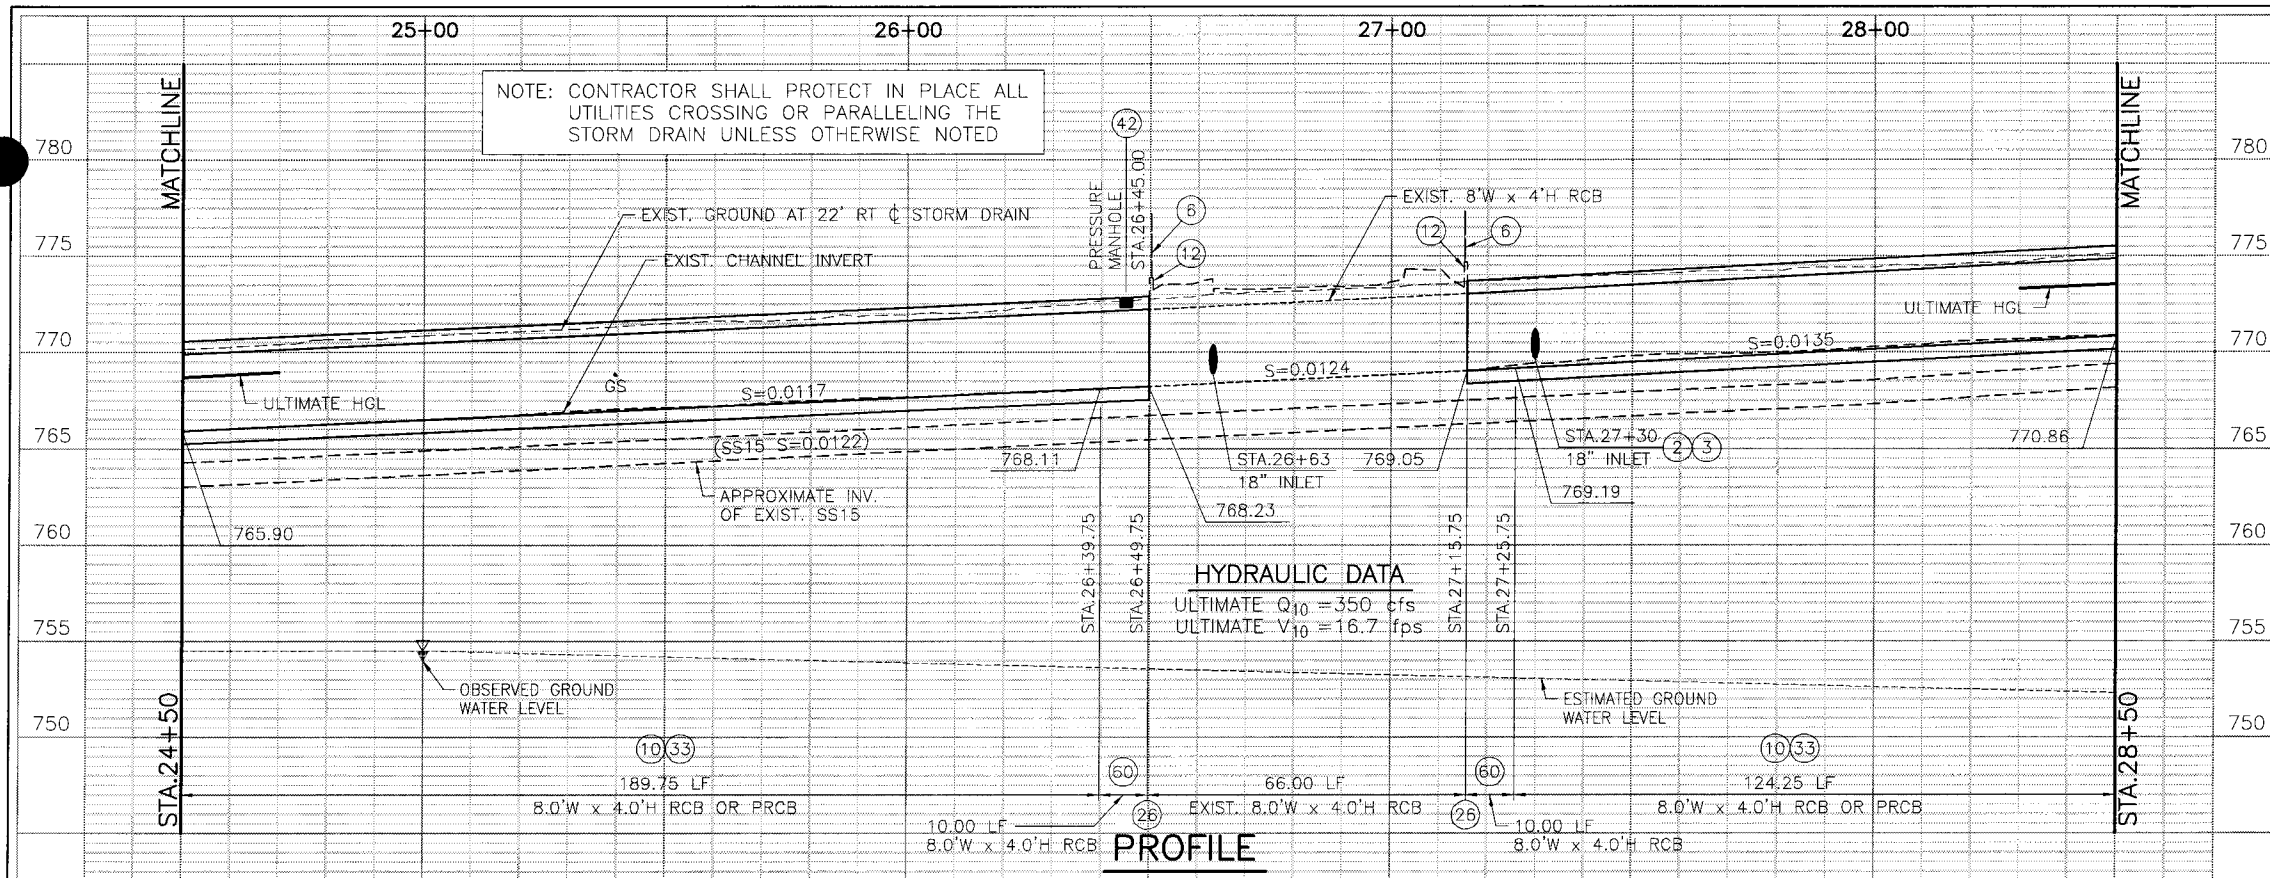 25+00
26+00
27+00
28+00
MATCHLINE
MATCHLINE
NOTE: CONTRACTOR SHALL PROTECT IN PLACE ALL
UTILITIES CROSSING OR PARALLELING THE
STORM DRAIN UNLESS OTHERWISE NOTED
780
780
42
PRESSURE
MANHOLE
STA.26+45.00
6
12
EXIST. 8'W x 4'H RCB
12
6
EXIST. GROUND AT 22' RT ℄ STORM DRAIN
775
775
EXIST. CHANNEL INVERT
ULTIMATE HGL
770
770
S=0.0135
S=0.0124
GS
S=0.0117
ULTIMATE HGL
765
765
(SS15 S=0.0122)
768.11
STA.26+63
18" INLET
769.05
STA.27+30
18" INLET
2
3
770.86
769.19
APPROXIMATE INV.
OF EXIST. SS15
768.23
765.90
760
760
STA.26+39.75
STA.26+49.75
STA.27+15.75
STA.27+25.75
HYDRAULIC DATA
ULTIMATE Q10 =350 cfs
ULTIMATE V10 =16.7 fps
755
755
OBSERVED GROUND
WATER LEVEL
ESTIMATED GROUND
WATER LEVEL
750
750
STA.24+50
STA.28+50
10 33
189.75 LF
8.0'W x 4.0'H RCB OR PRCB
60
10.00 LF
8.0'W x 4.0'H RCB
26
66.00 LF
EXIST. 8.0'W x 4.0'H RCB
26
60
10.00 LF
8.0'W x 4.0'H RCB
10 33
124.25 LF
8.0'W x 4.0'H RCB OR PRCB
PROFILE